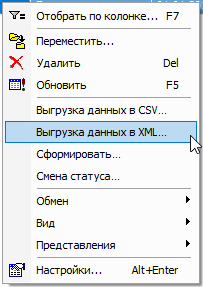 Отобрать по колонке... F7
Переместить...
Удалить Del
Обновить F5
Выгрузка данных в CSV...
Выгрузка данных в XML...
Сформировать...
Смена статуса...
Обмен
Вид
Представления
Настройки... Alt+Enter